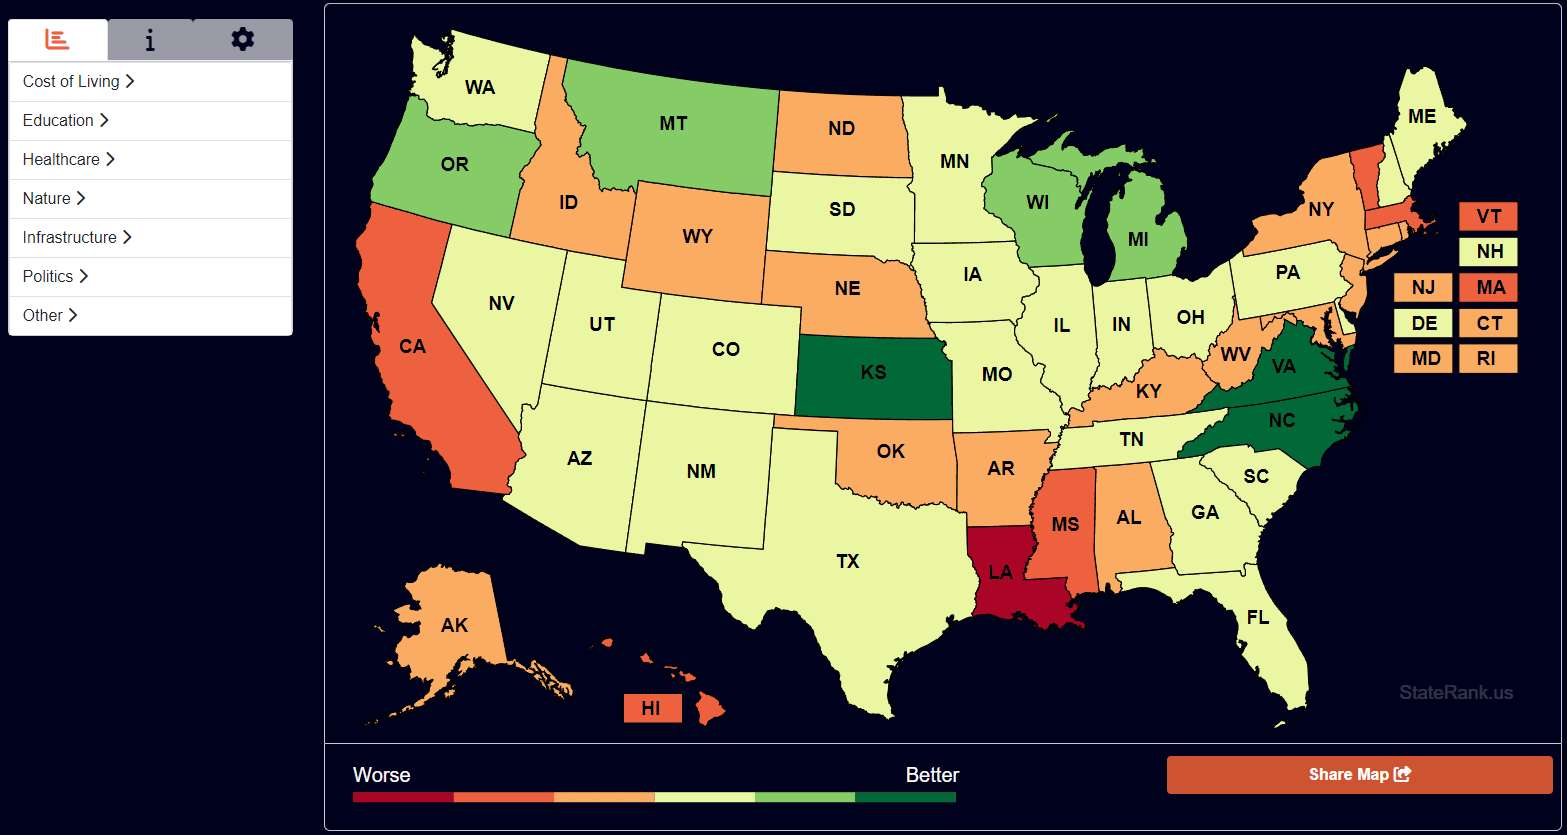 Cost of Living
Education
Healthcare
Nature
Infrastructure
Politics
Other
WA
OR
MT
ID
ND
MN
ME
SD
WY
WI
MI
NY
VT
NH
NJ MA
DE CT
MD RI
PA
IA
NE
NV
UT
CO
IL
IN
OH
WV
VA
CA
KS
MO
KY
NC
TN
AZ
NM
OK
AR
SC
MS
AL
GA
TX
LA
FL
AK
HI
StateRank.us
Worse Better
Share Map